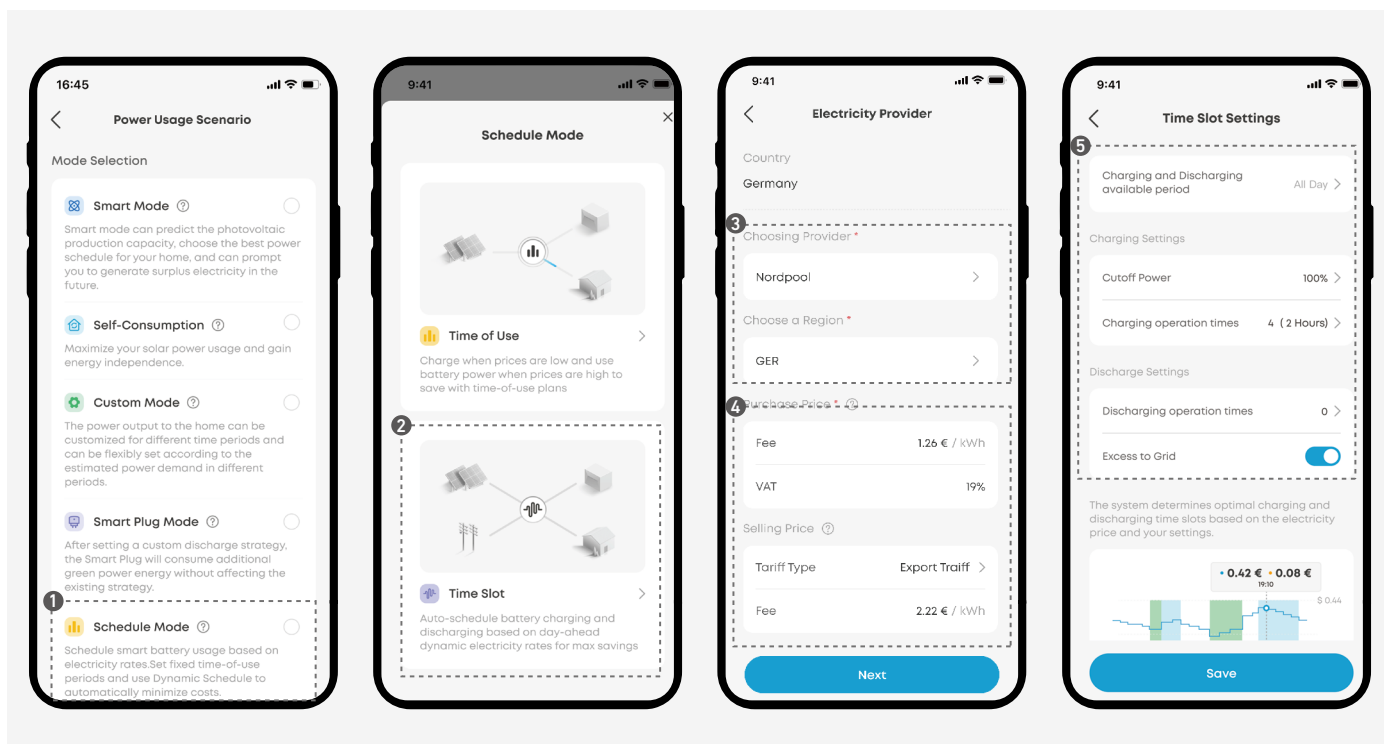 16:45
Power Usage Scenario
Mode Selection
Smart Mode ?
Smart mode can predict the photovoltaic
production capacity, choose the best power
schedule for your home, and can prompt
you to generate surplus electricity in the
future.
Self-Consumption ?
Maximize your solar power usage and gain
energy independence.
Custom Mode ?
The power output to the home can be
customized for different time periods and
can be flexibly set according to the
estimated power demand in different
periods.
Smart Plug Mode ?
After setting a custom discharge strategy,
the Smart Plug will consume additional
green power energy without affecting the
existing strategy.
1
Schedule Mode ?
Schedule smart battery usage based on
electricity rates.Set fixed time-of-use
periods and use Dynamic Schedule to
automatically minimize costs.
9:41
Schedule Mode
Time of Use
Charge when prices are low and use
battery power when prices are high to
save with time-of-use plans
2
Time Slot
Auto-schedule battery charging and
discharging based on day-ahead
dynamic electricity rates for max savings
9:41
Electricity Provider
Country
Germany
3
Choosing Provider *
Nordpool
Choose a Region *
GER
4
Purchase Price * ?
Fee 1.26 € / kWh
VAT 19%
Selling Price ?
Tariff Type Export Traiff
Fee 2.22 € / kWh
Next
9:41
Time Slot Settings
5
Charging and Discharging
available period All Day
Charging Settings
Cutoff Power 100%
Charging operation times 4 ( 2 Hours)
Discharge Settings
Discharging operation times 0
Excess to Grid
The system determines optimal charging and
discharging time slots based on the electricity
price and your settings.
• 0.42 € • 0.08 €
19:10
$ 0.44
Save